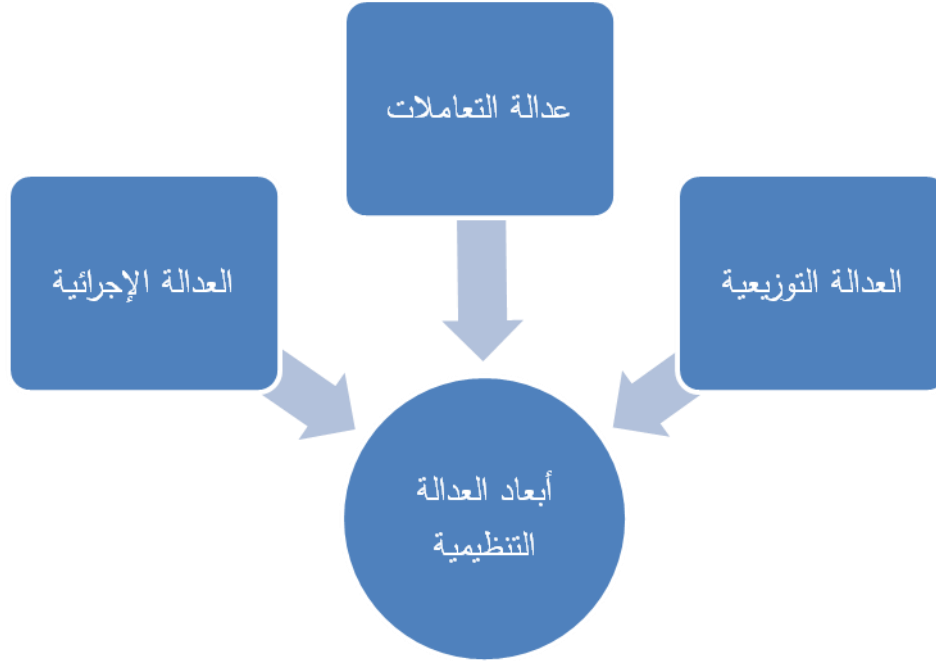 عدالة التعاملات
العدالة التوزيعية
العدالة الإجرائية
أبعاد العدالة
التنظيمية